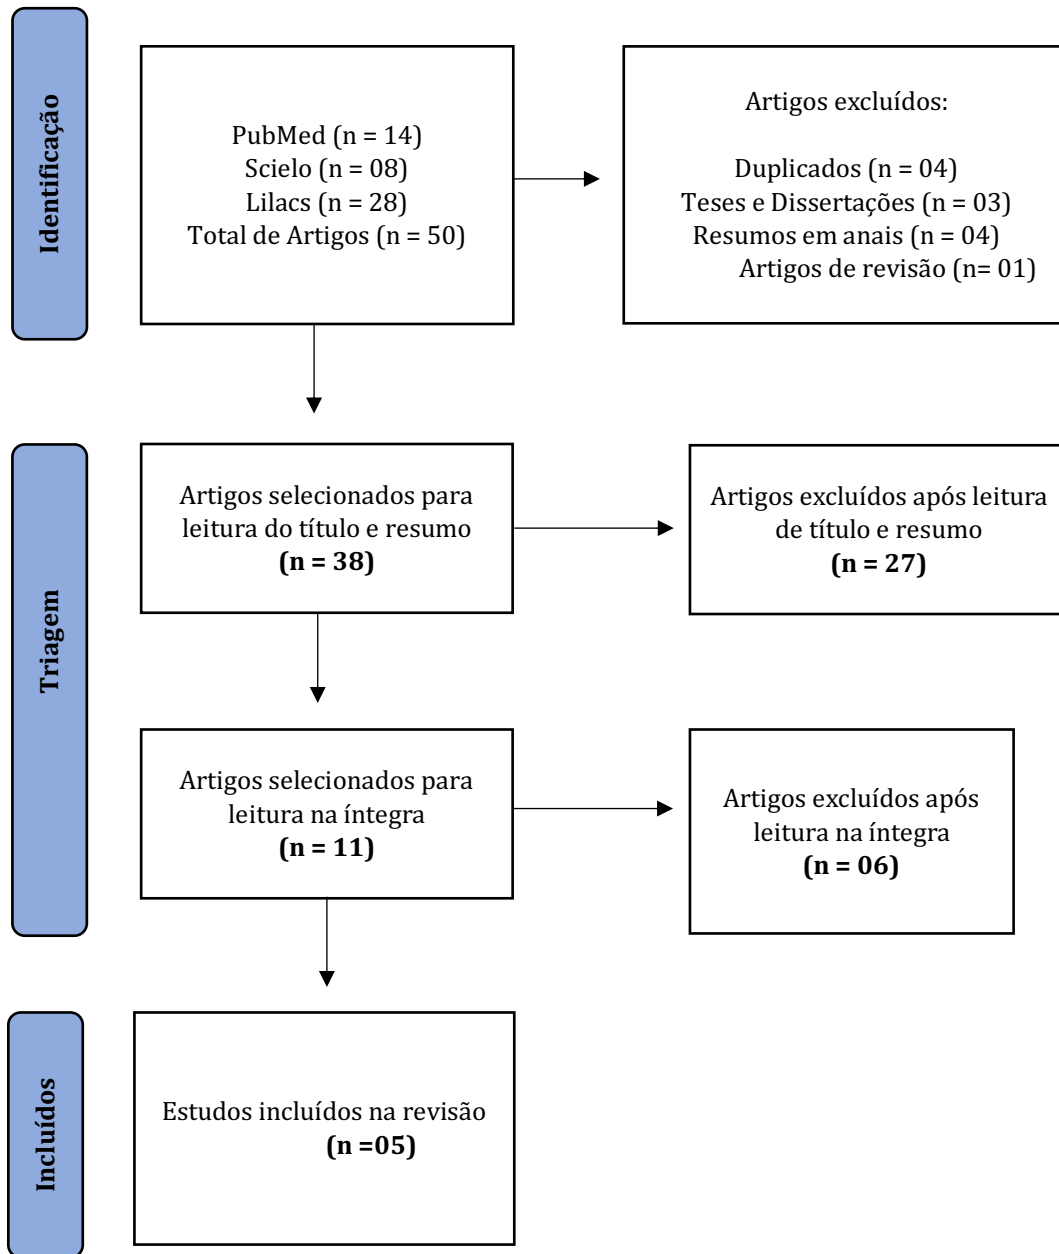 Identificação
PubMed (n = 14)
Scielo (n = 08)
Lilacs (n = 28)
Total de Artigos (n = 50)
Artigos excluídos:
Duplicados (n = 04)
Teses e Dissertações (n = 03)
Resumos em anais (n = 04)
Artigos de revisão (n= 01)
Triagem
Artigos selecionados para
leitura do título e resumo
(n = 38)
Artigos excluídos após leitura
de título e resumo
(n = 27)
Artigos selecionados para
leitura na íntegra
(n = 11)
Artigos excluídos após
leitura na íntegra
(n = 06)
Incluídos
Estudos incluídos na revisão
(n =05)